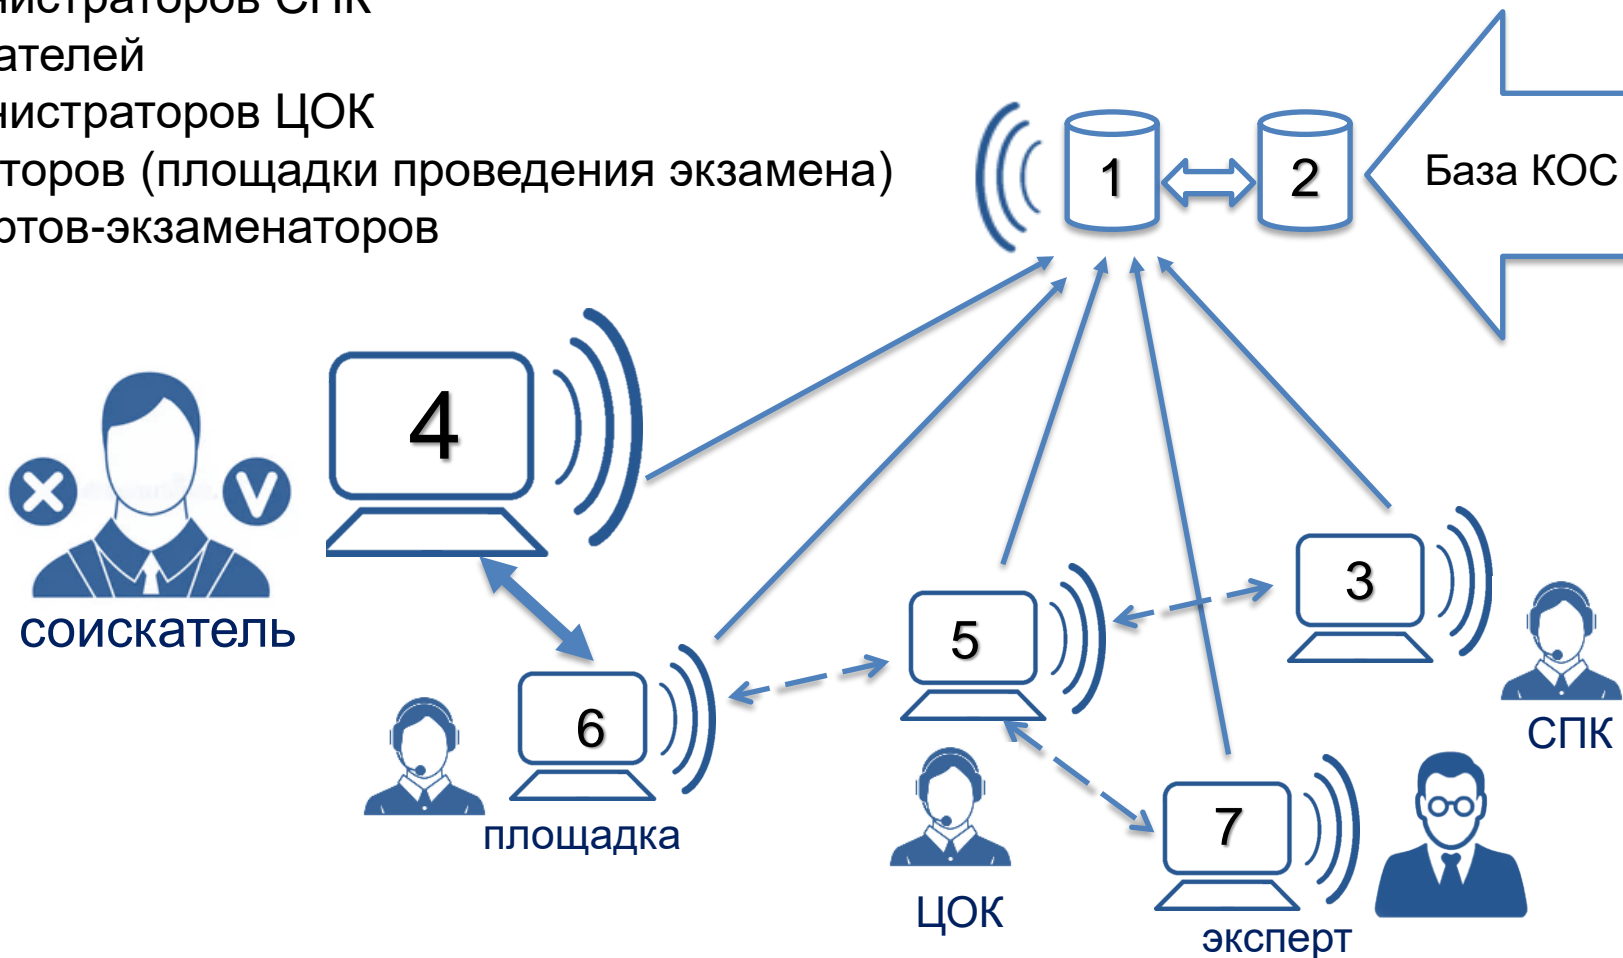 нистраторов СПК
ателей
нистраторов ЦОК
торов (площадки проведения экзамена)
ртов-экзаменаторов
1
2
База КОС
4
V
соискатель
3
5
СПК
6
7
площадка
ЦОК
эксперт